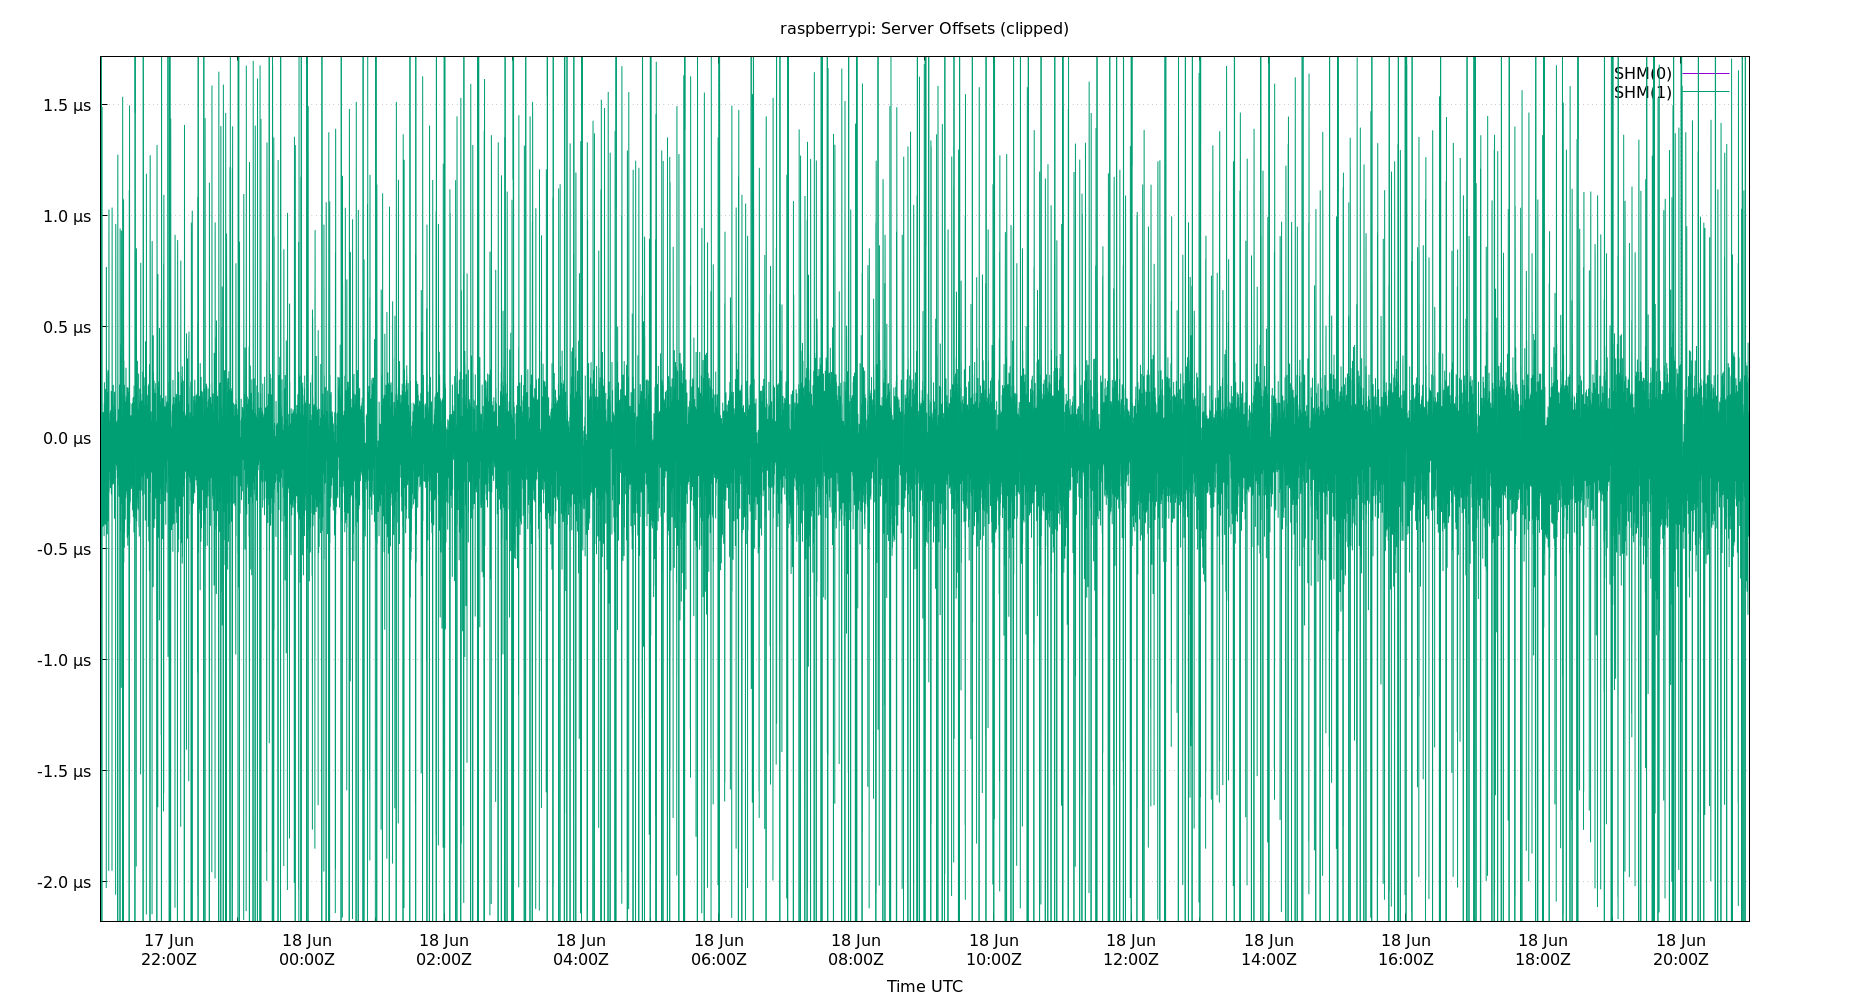 raspberrypi: Server Offsets (clipped)
SHM(0)
SHM(1)
1.5 µs
1.0 µs
0.5 µs
0.0 µs
-0.5 µs
-1.0 µs
-1.5 µs
-2.0 µs
17 Jun 18 Jun 18 Jun 18 Jun 18 Jun 18 Jun 18 Jun 18 Jun 18 Jun 18 Jun 18 Jun 18 Jun
22:00Z 00:00Z 02:00Z 04:00Z 06:00Z 08:00Z 10:00Z 12:00Z 14:00Z 16:00Z 18:00Z 20:00Z
Time UTC